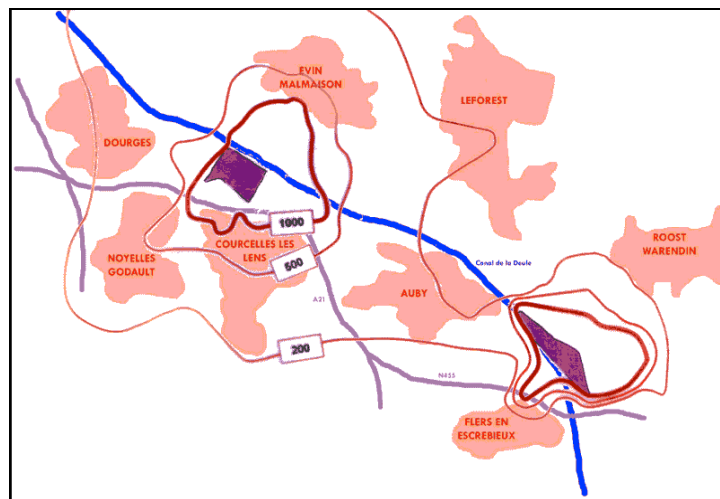 EVIN
MALMAISON
LEFOREST
DOURGES
1000
ROOST
WARENDIN
COURCELLES LES
LENS
NOYELLES
GODAULT
500
Canal de la Deule
AUBY
A21
200
N455
FLERS EN
ESCREBIEUX